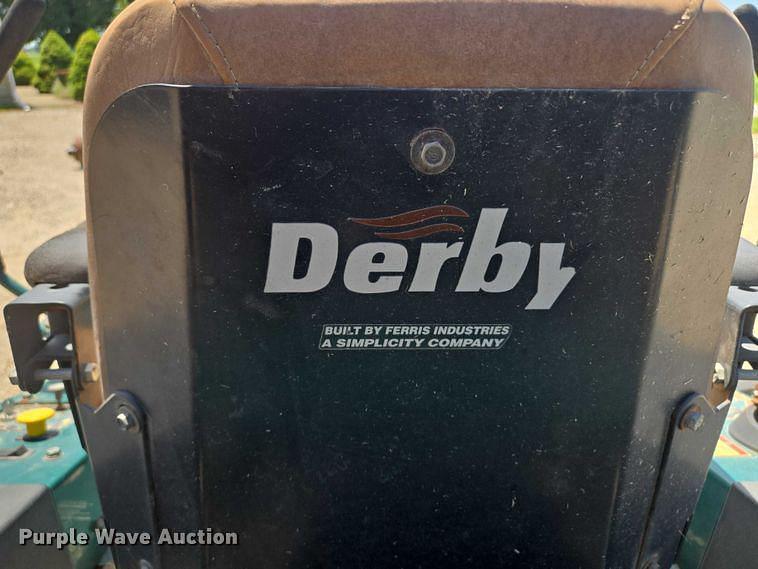 Derby
BUILT BY FERRIS INDUSTRIES
A SIMPLICITY COMPANY
Purple Wave Auction